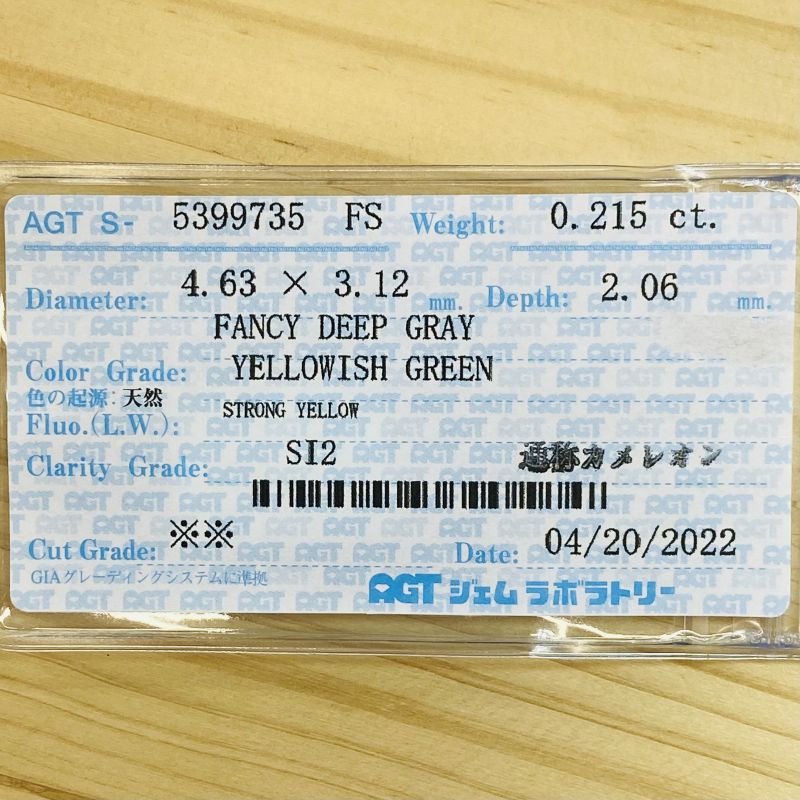 AGT S- 5399735 FS Weight: 0.215 ct.
Diameter: 4.63 × 3.12 mm. Depth: 2.06 mm.
FANCY DEEP GRAY
Color Grade: YELLOWISH GREEN
色の起源: 天然
Fluo.(L.W.): STRONG YELLOW
Clarity Grade: SI2 通称カメレオン
Cut Grade: ※※ Date: 04/20/2022
GIAグレーディングシステムに準拠
AGT ジェムラボラトリー